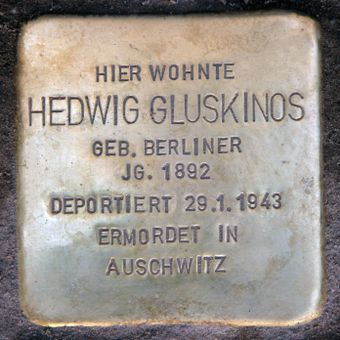 HIER WOHNTE
HEDWIG GLUSKINOS
GEB. BERLINER
JG. 1892
DEPORTIERT 29.1.1943
ERMORDET IN
AUSCHWITZ